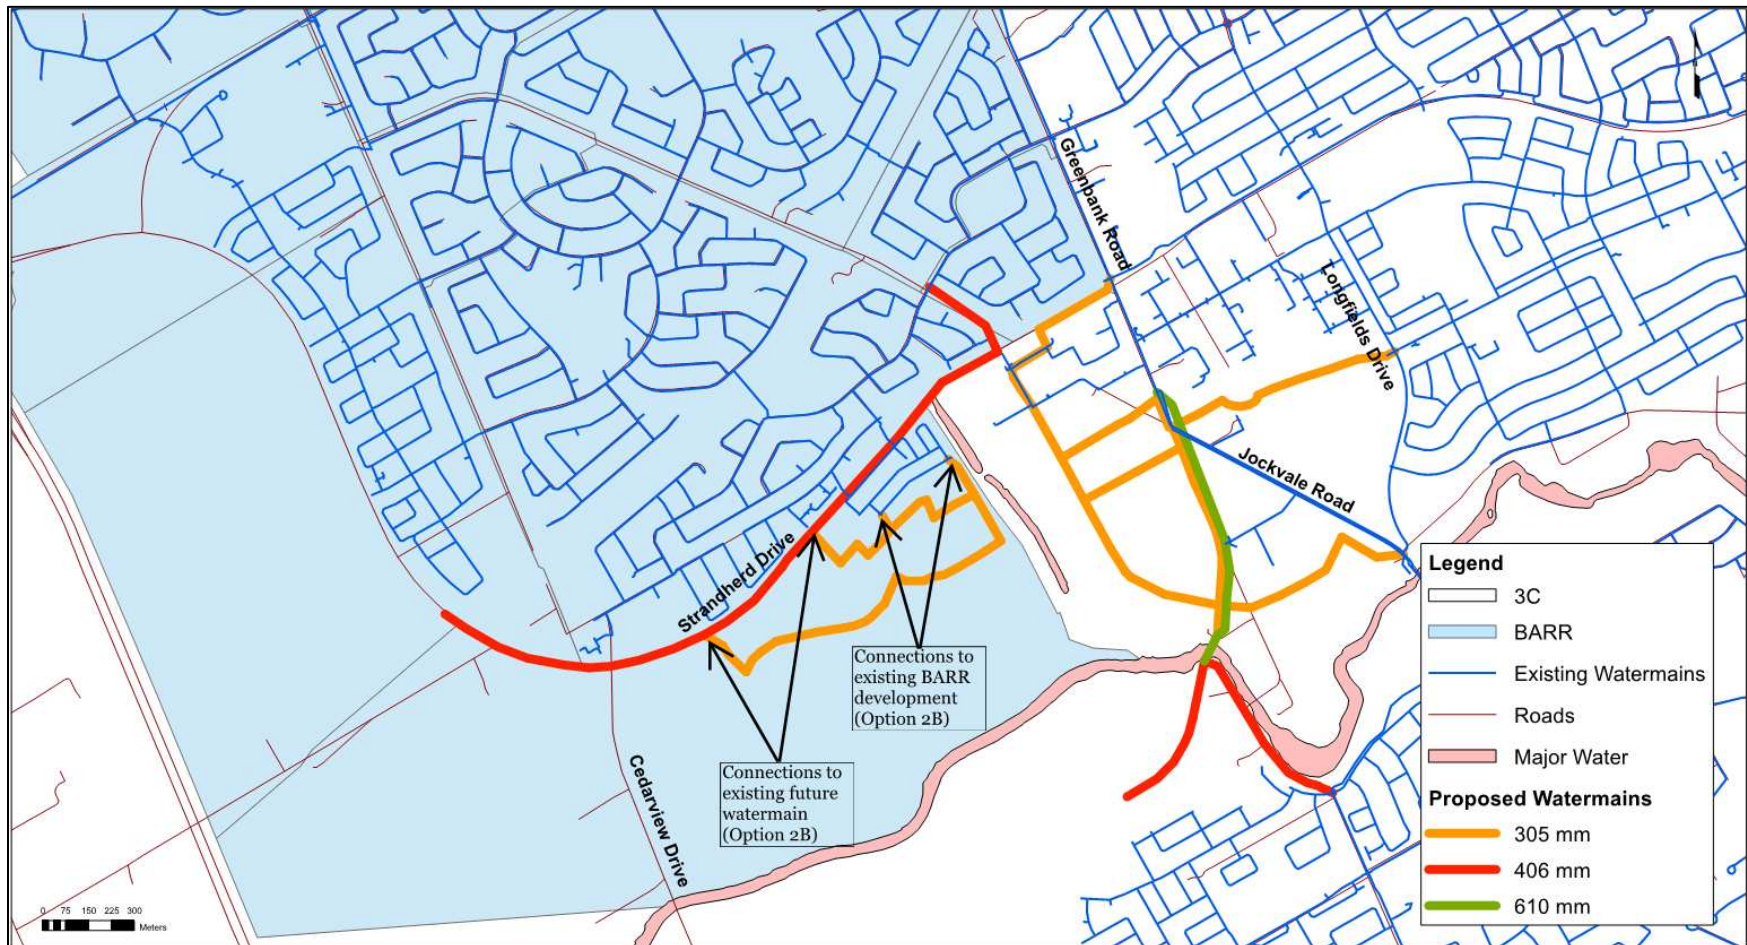 Greenbank Road
Longfields Drive
Jockvale Road
Strandherd Drive
Cedarview Drive
Connections to
existing BARR
development
(Option 2B)
Connections to
existing future
watermain
(Option 2B)
Legend
3C
BARR
Existing Watermains
Roads
Major Water
Proposed Watermains
305 mm
406 mm
610 mm
0 75 150 225 300
Meters